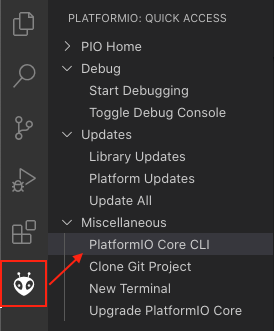 PLATFORMIO: QUICK ACCESS
PIO Home
Debug
Start Debugging
Toggle Debug Console
Updates
Library Updates
Platform Updates
Update All
Miscellaneous
PlatformIO Core CLI
Clone Git Project
New Terminal
Upgrade PlatformIO Core